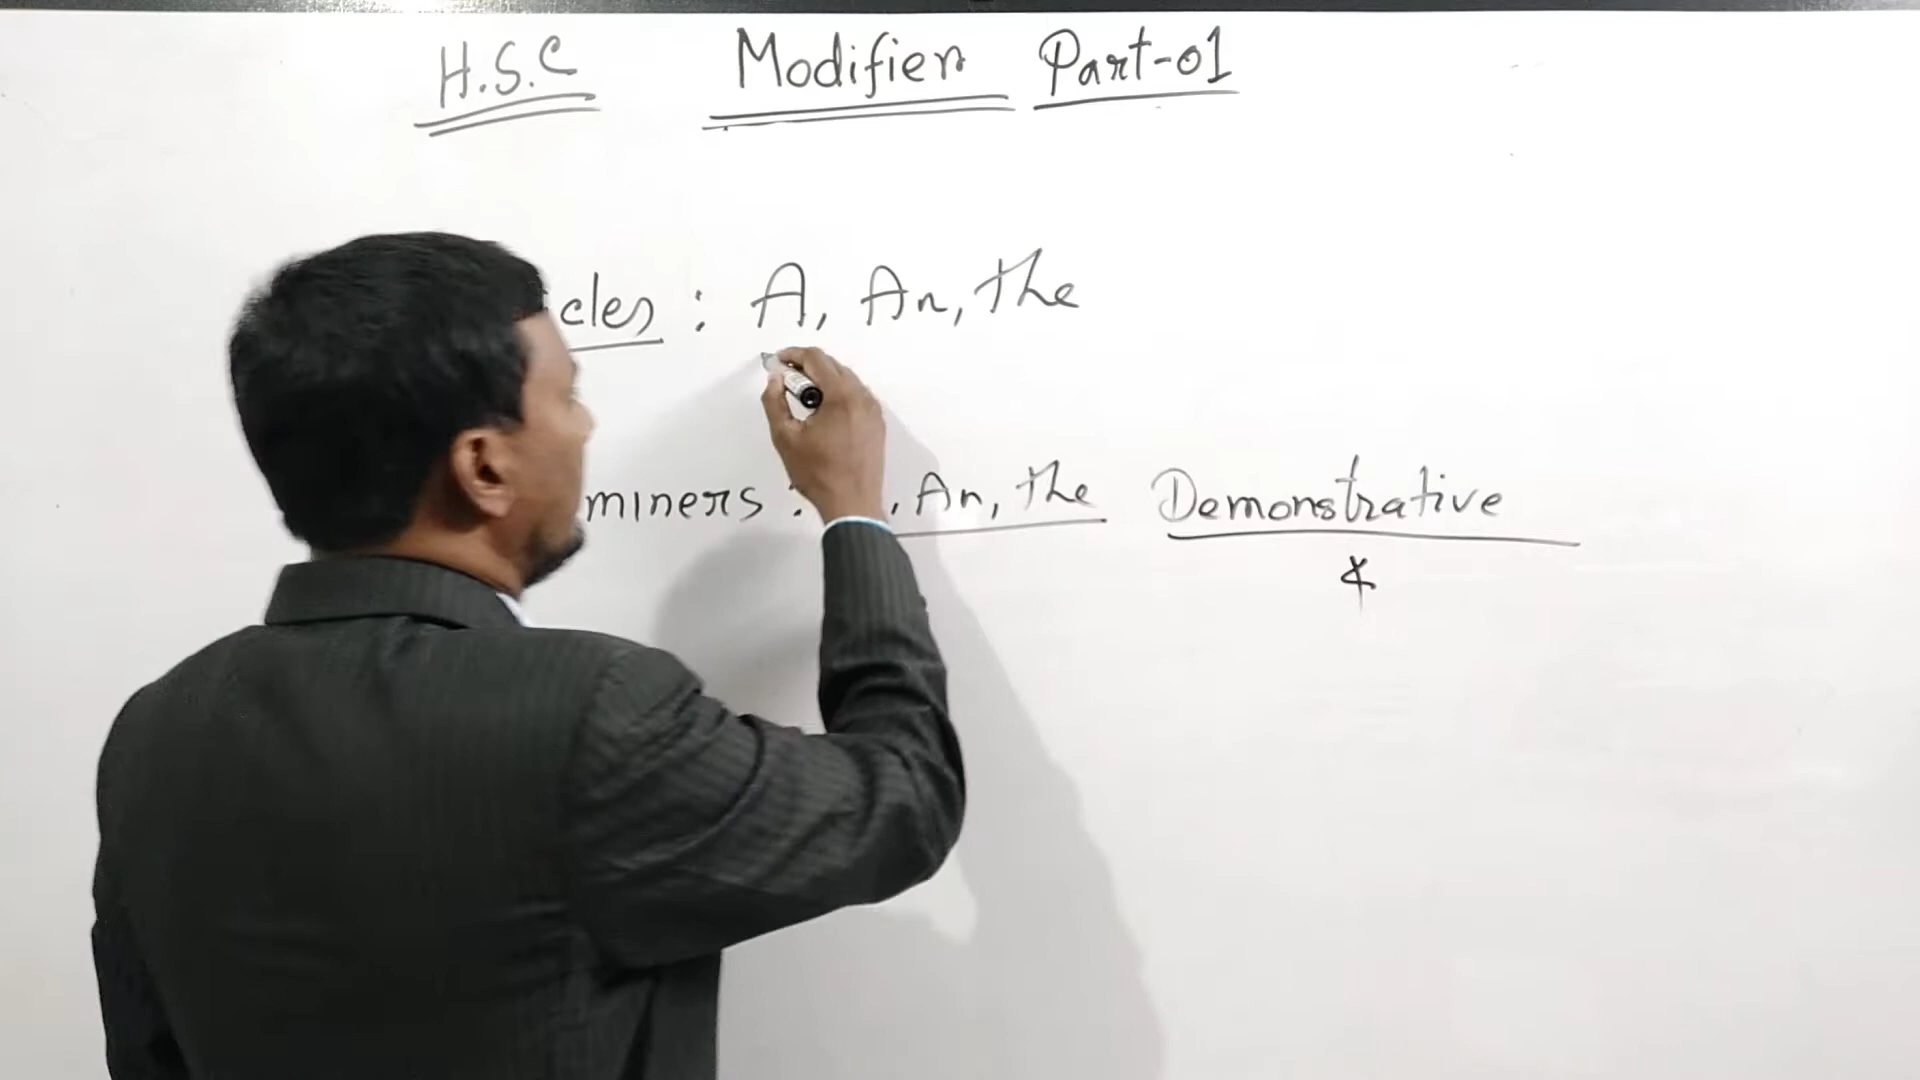 H.S.C Modifier Part-01
cles : A, An, the
miners : , An, the Demonstrative
&